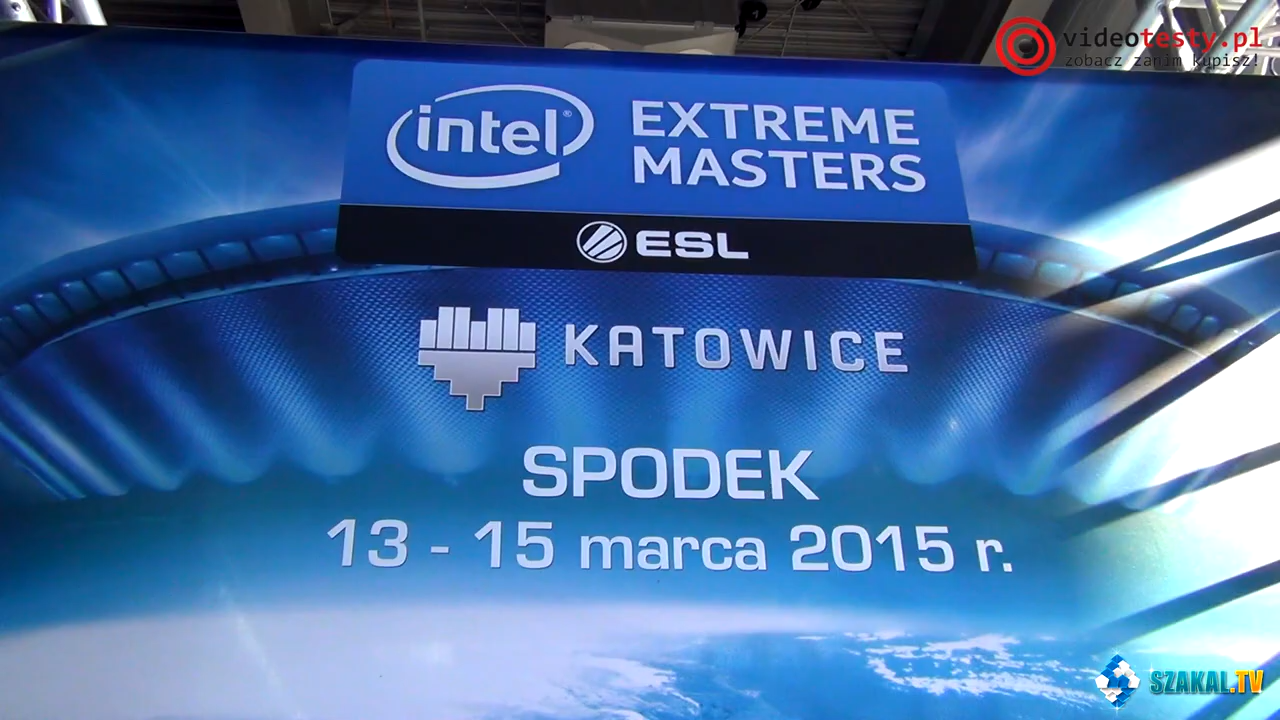 videotesty.pl
zobacz zanim kupisz!
intel® EXTREME
MASTERS
ESL
KATOWICE
SPODEK
13 - 15 marca 2015 r.
SZAKAL.TV